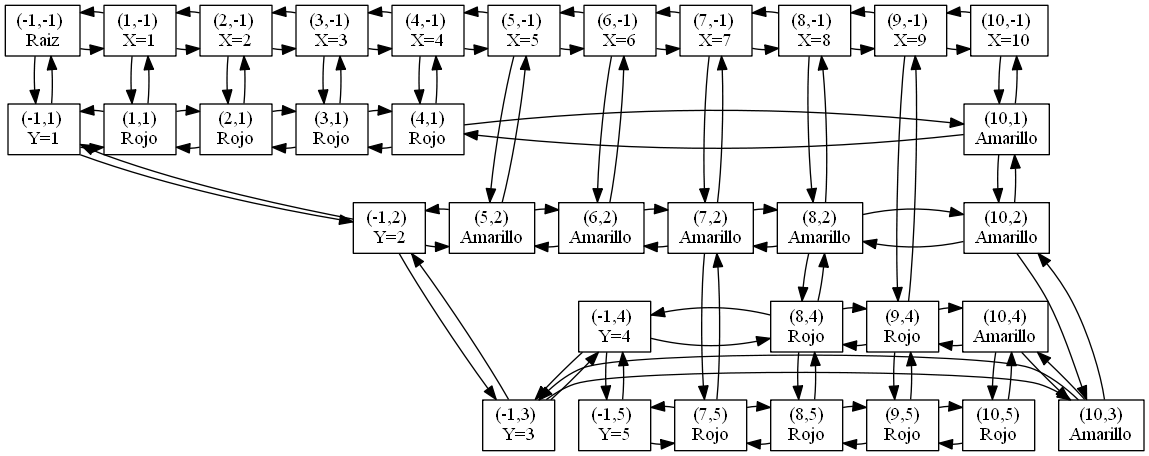 (-1,-1)
Raiz
(1,-1)
X=1
(2,-1)
X=2
(3,-1)
X=3
(4,-1)
X=4
(5,-1)
X=5
(6,-1)
X=6
(7,-1)
X=7
(8,-1)
X=8
(9,-1)
X=9
(10,-1)
X=10
(-1,1)
Y=1
(1,1)
Rojo
(2,1)
Rojo
(3,1)
Rojo
(4,1)
Rojo
(10,1)
Amarillo
(-1,2)
Y=2
(5,2)
Amarillo
(6,2)
Amarillo
(7,2)
Amarillo
(8,2)
Amarillo
(10,2)
Amarillo
(-1,4)
Y=4
(8,4)
Rojo
(9,4)
Rojo
(10,4)
Amarillo
(-1,3)
Y=3
(-1,5)
Y=5
(7,5)
Rojo
(8,5)
Rojo
(9,5)
Rojo
(10,5)
Rojo
(10,3)
Amarillo